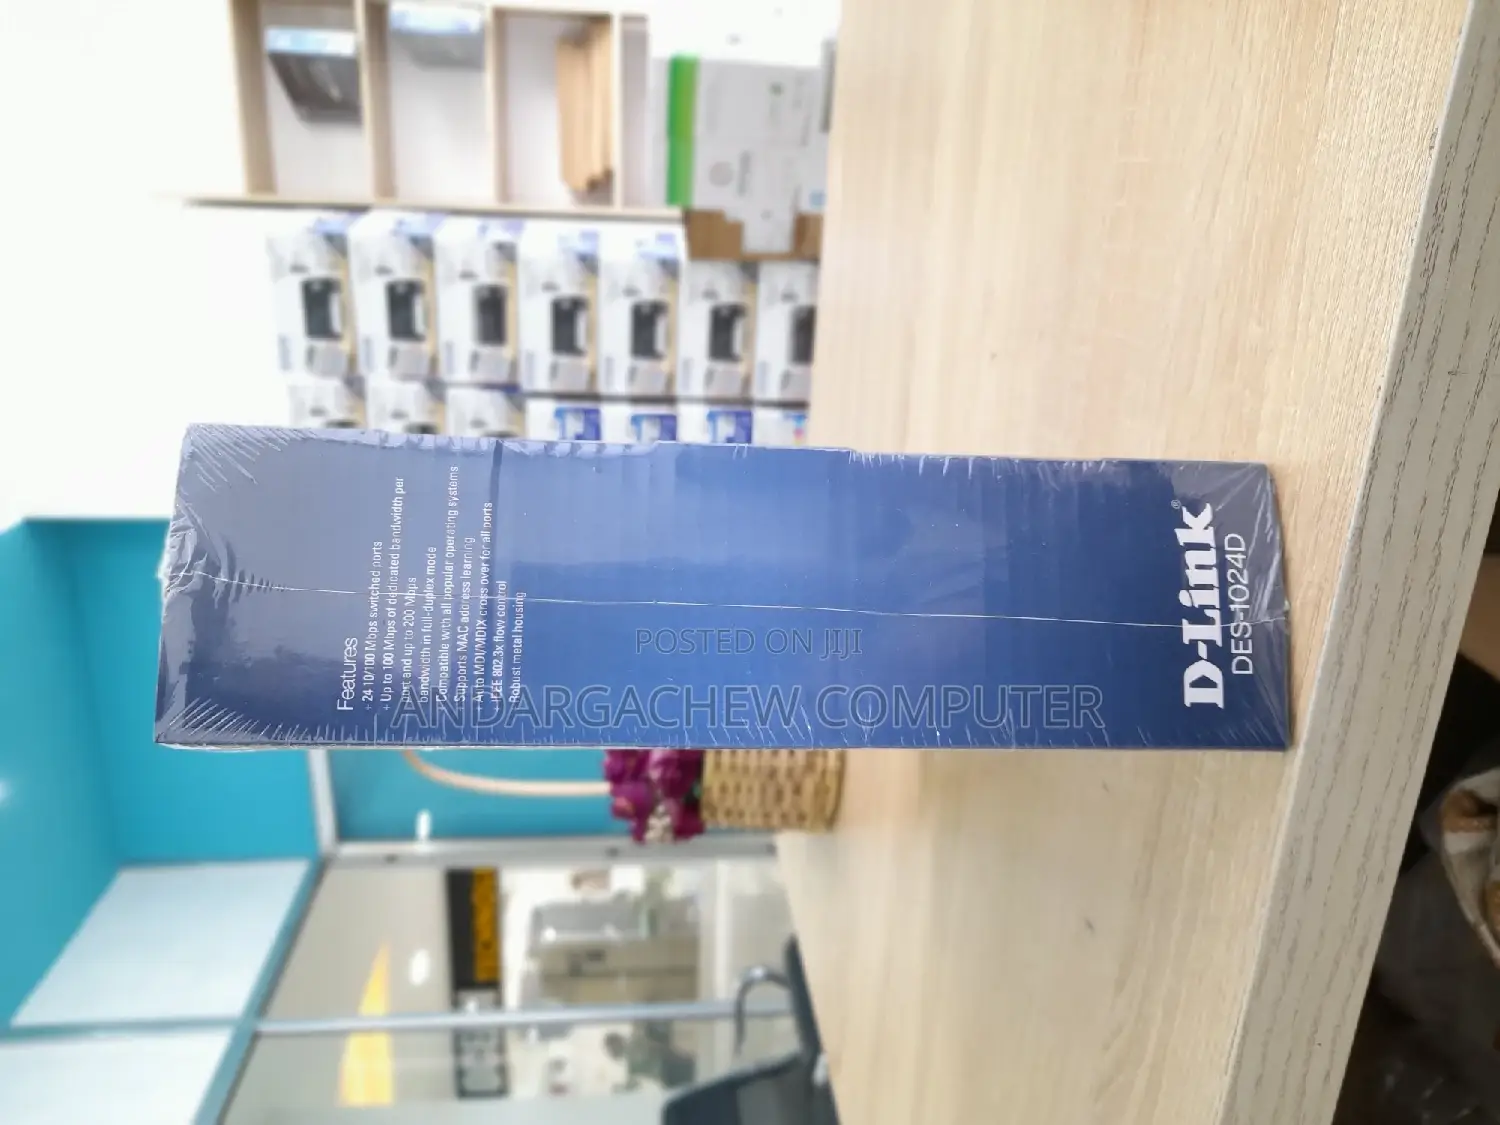 Features
+ 24 10/100 Mbps switched ports
+ Up to 100 Mbps of dedicated bandwidth per
port and up to 200 Mbps
bandwidth in full-duplex mode
+ Compatible with all popular operating systems
+ Supports MAC address learning
+ Auto MDI/MDIX cross over for all ports
+ IEEE 802.3x flow control
+ Robust metal housing
D-Link®
DES-1024D
POSTED ON JIJI
ANDARGACHEW COMPUTER